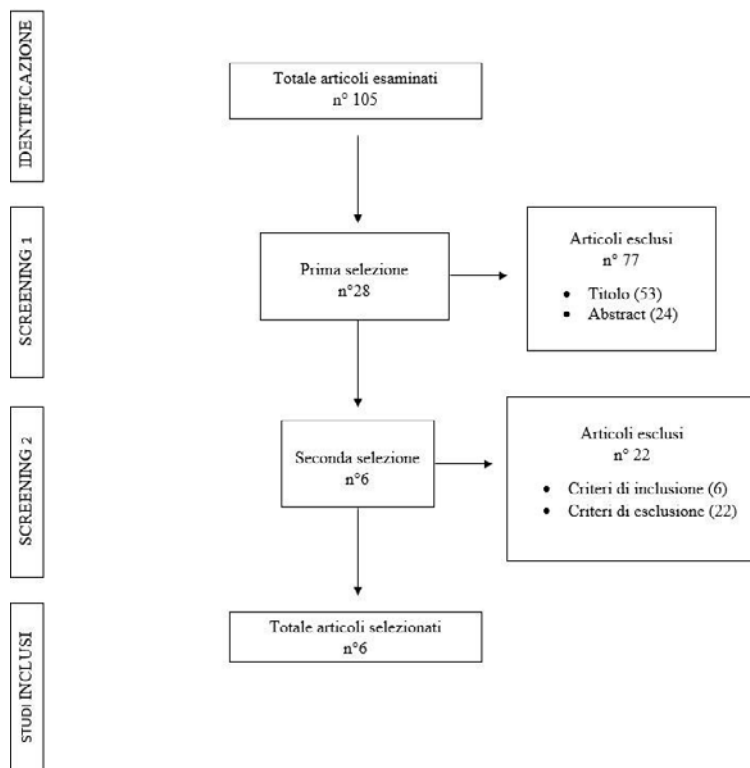 IDENTIFICAZIONE
Totale articoli esaminati
n° 105
SCREENING 1
Prima selezione
n°28
Articoli esclusi
n° 77
• Titolo (53)
• Abstract (24)
SCREENING 2
Seconda selezione
n°6
Articoli esclusi
n° 22
• Criteri di inclusione (6)
• Criteri di esclusione (22)
STUDI INCLUSI
Totale articoli selezionati
n°6